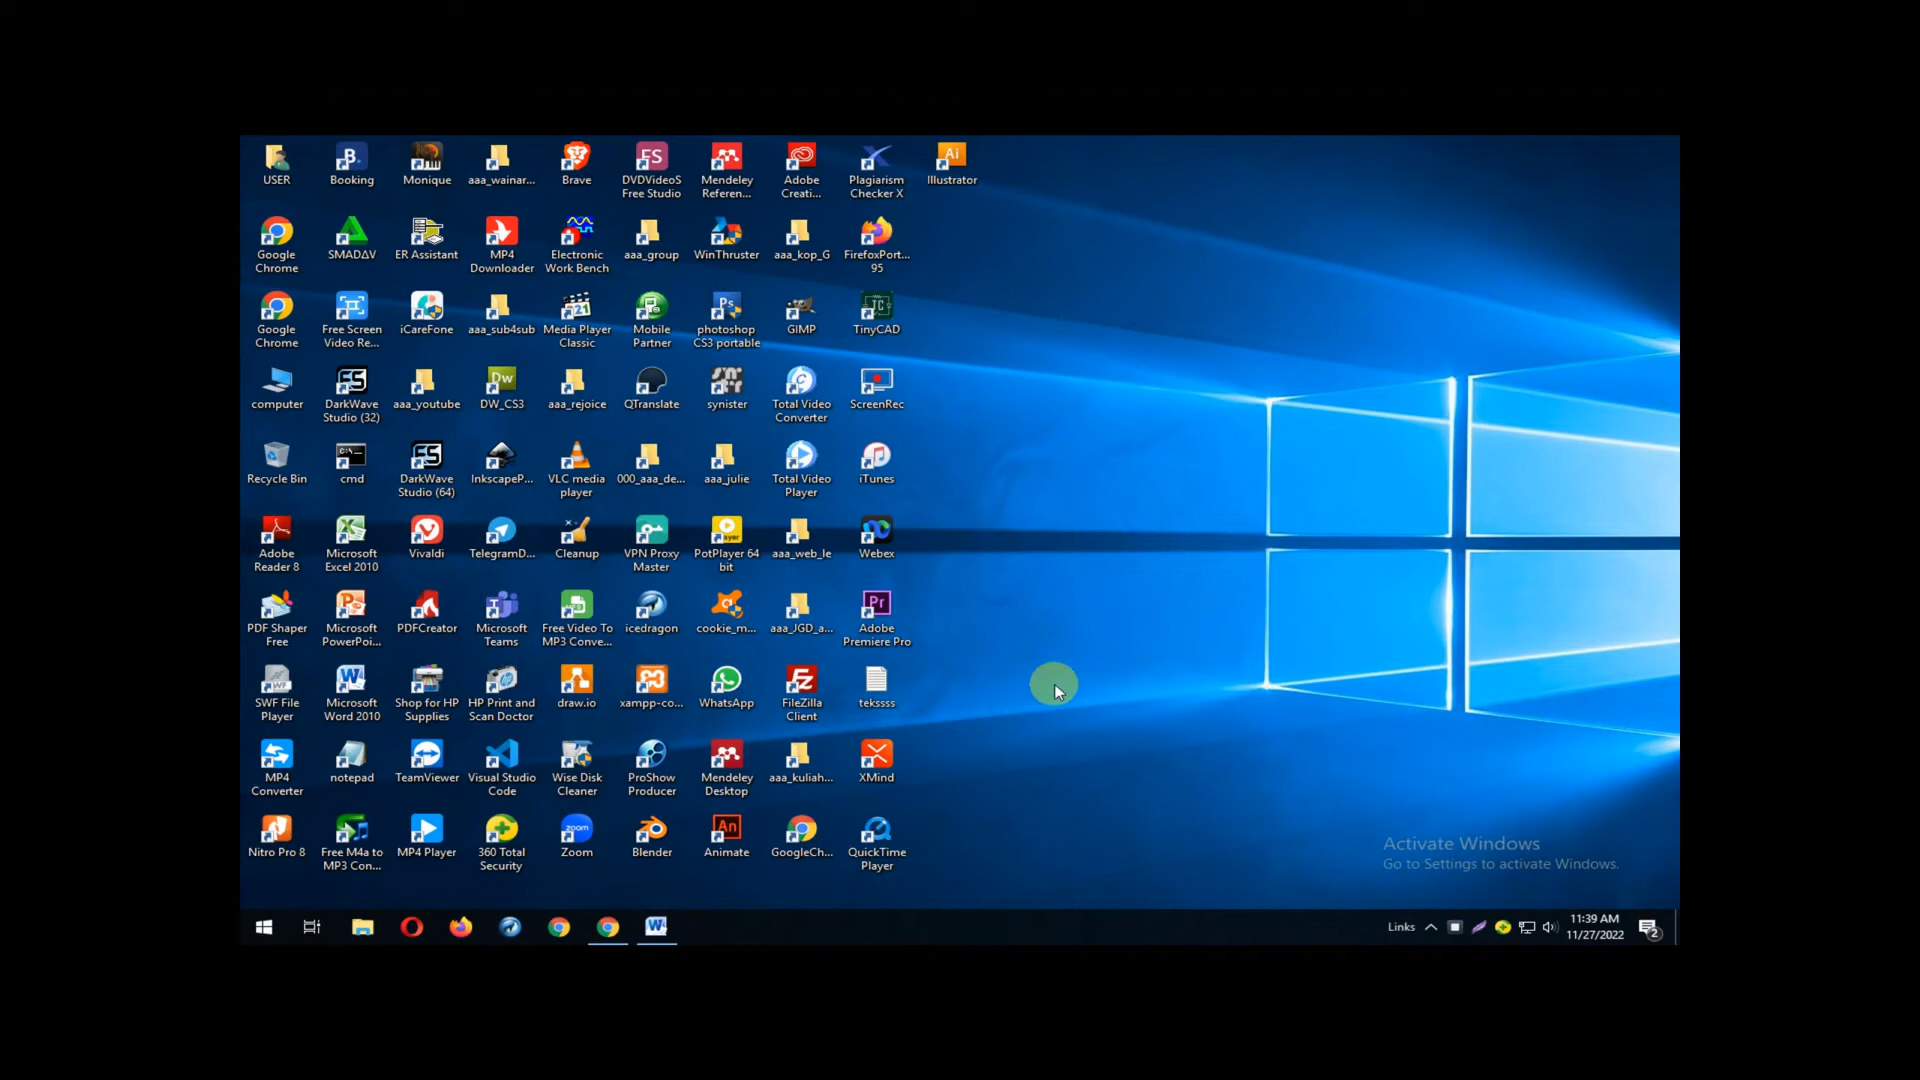 USER
Booking
Monique
aaa_wainar...
Brave
DVDVideoS
Free Studio
Mendeley
Referen...
Adobe
Creati...
Plagiarism
Checker X
Illustrator
Google
Chrome
SMADΔV
ER Assistant
MP4
Downloader
Electronic
Work Bench
aaa_group
WinThruster
aaa_kop_G
FirefoxPort...
95
Google
Chrome
Free Screen
Video Re...
iCareFone
aaa_sub4sub
Media Player
Classic
Mobile
Partner
photoshop
CS3 portable
GIMP
TinyCAD
computer
DarkWave
Studio (32)
aaa_youtube
DW_CS3
aaa_rejoice
QTranslate
synister
Total Video
Converter
ScreenRec
Recycle Bin
cmd
DarkWave
Studio (64)
InkscapeP...
VLC media
player
000_aaa_de...
aaa_julie
Total Video
Player
iTunes
Adobe
Reader 8
Microsoft
Excel 2010
Vivaldi
TelegramD...
Cleanup
VPN Proxy
Master
PotPlayer 64
bit
aaa_web_le
Webex
PDF Shaper
Free
Microsoft
PowerPoi...
PDFCreator
Microsoft
Teams
Free Video To
MP3 Conve...
icedragon
cookie_m...
aaa_JGD_a...
Adobe
Premiere Pro
SWF File
Player
Microsoft
Word 2010
Shop for HP
Supplies
HP Print and
Scan Doctor
draw.io
xampp-co...
WhatsApp
FileZilla
Client
tekssss
MP4
Converter
notepad
TeamViewer
Visual Studio
Code
Wise Disk
Cleaner
ProShow
Producer
Mendeley
Desktop
aaa_kuliah...
XMind
Nitro Pro 8
Free M4a to
MP3 Con...
MP4 Player
360 Total
Security
Zoom
Blender
Animate
GoogleCh...
QuickTime
Player
Activate Windows
Go to Settings to activate Windows.
Links
11:39 AM
11/27/2022
2